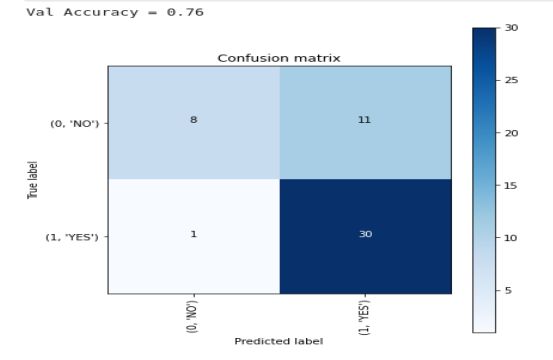 Val Accuracy = 0.76
Confusion matrix
30
25
20
15
10
5
True label
(0, 'NO')
8
11
(1, 'YES')
1
30
(0, 'NO')
(1, 'YES')
Predicted label